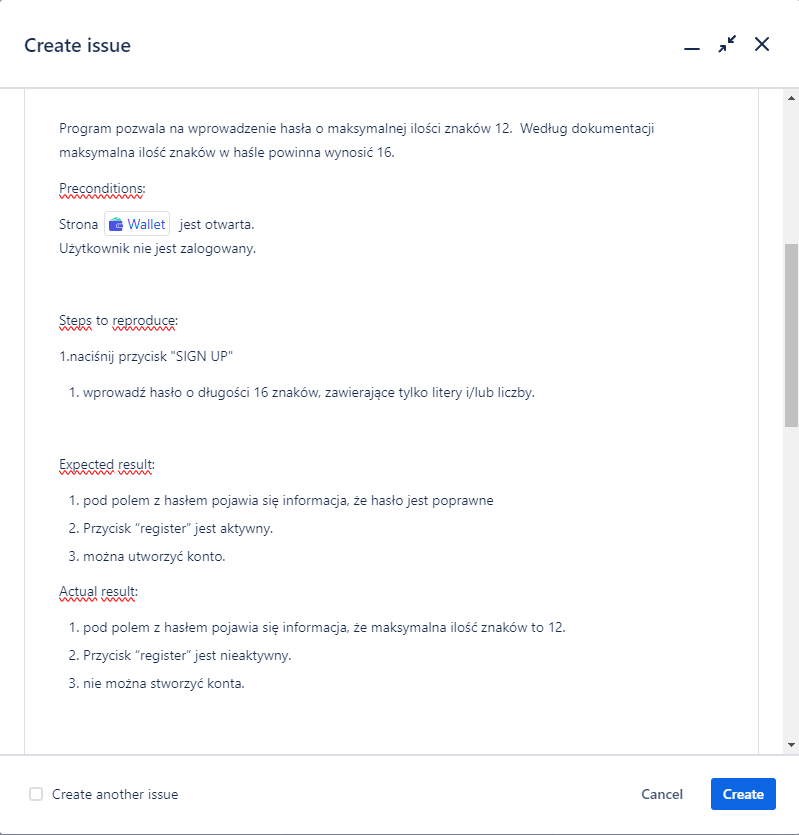 Create issue
Program pozwala na wprowadzenie hasła o maksymalnej ilości znaków 12.  Według dokumentacji
maksymalna ilość znaków w haśle powinna wynosić 16.
Preconditions:
Strona Wallet jest otwarta.
Użytkownik nie jest zalogowany.
Steps to reproduce:
1.naciśnij przycisk "SIGN UP"
1. wprowadź hasło o długości 16 znaków, zawierające tylko litery i/lub liczby.
Expected result:
1. pod polem z hasłem pojawia się informacja, że hasło jest poprawne
2. Przycisk “register” jest aktywny.
3. można utworzyć konto.
Actual result:
1. pod polem z hasłem pojawia się informacja, że maksymalna ilość znaków to 12.
2. Przycisk “register” jest nieaktywny.
3. nie można stworzyć konta.
Create another issue
Cancel
Create